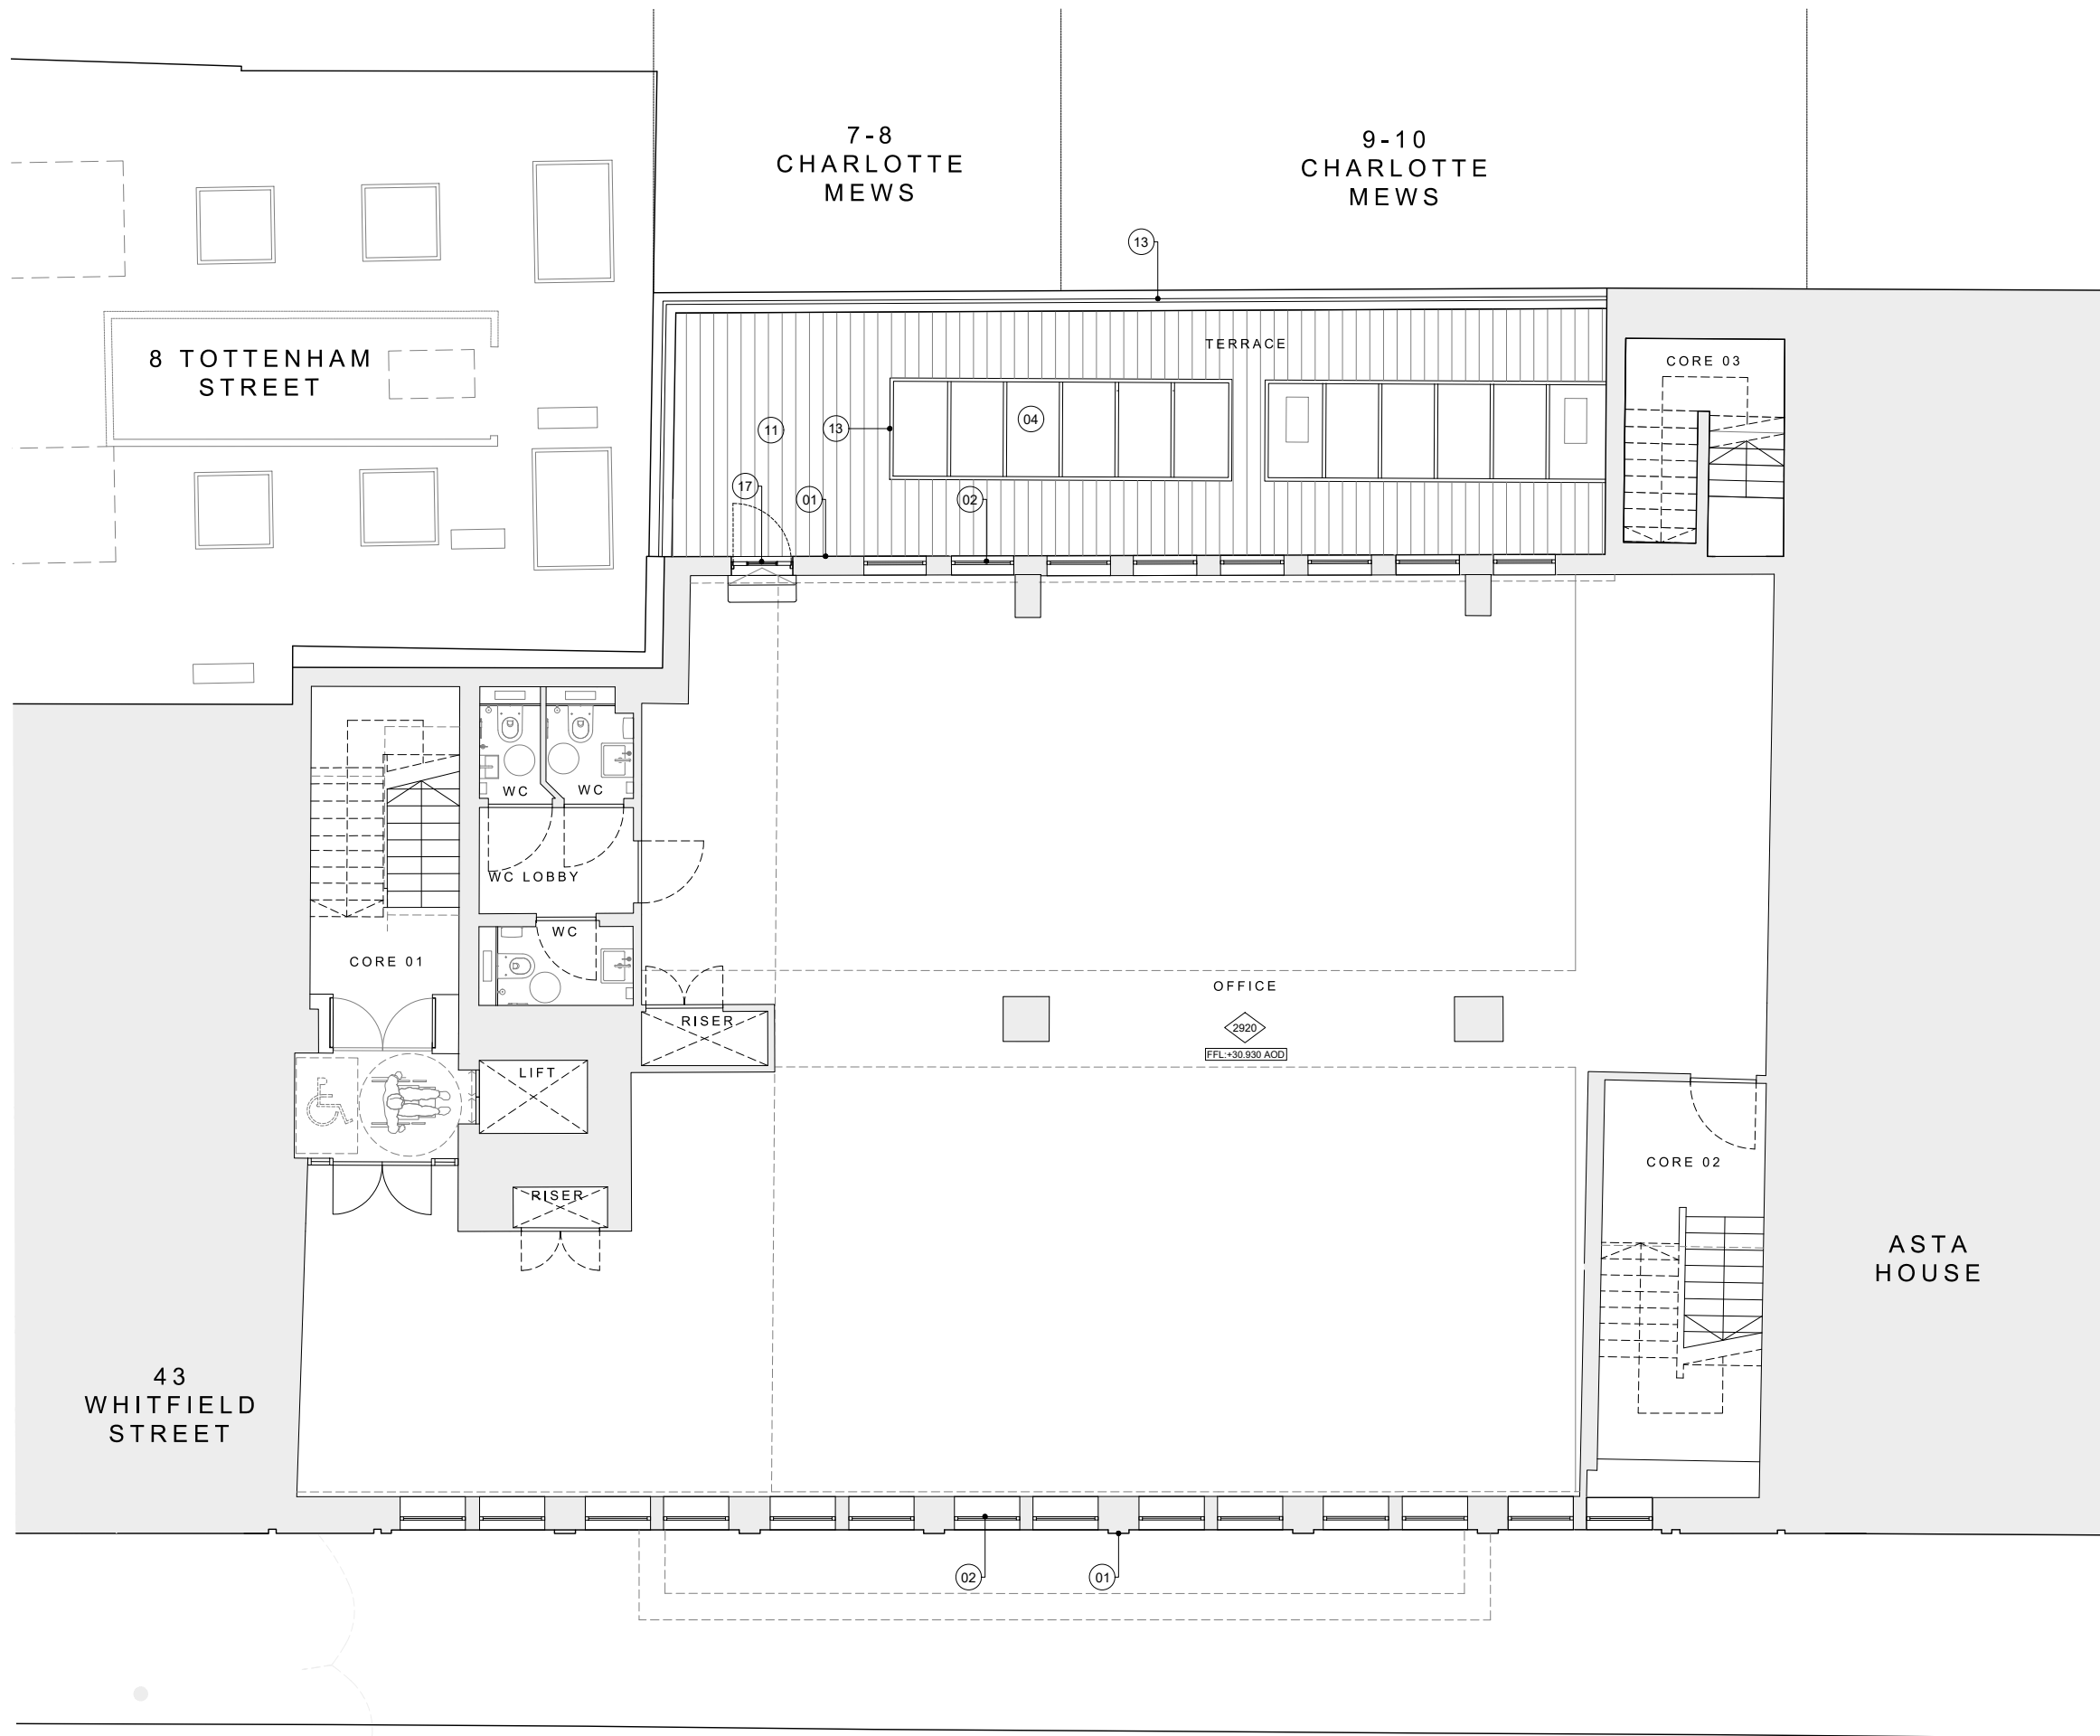 7-8
CHARLOTTE
MEWS
9-10
CHARLOTTE
MEWS
13
8 TOTTENHAM
STREET
TERRACE
CORE 03
11
13
04
17
01
02
WC
WC
WC LOBBY
WC
CORE 01
OFFICE
RISER
2920
FFL:+30.930 AOD
LIFT
CORE 02
RISER
ASTA
HOUSE
43
WHITFIELD
STREET
02
01